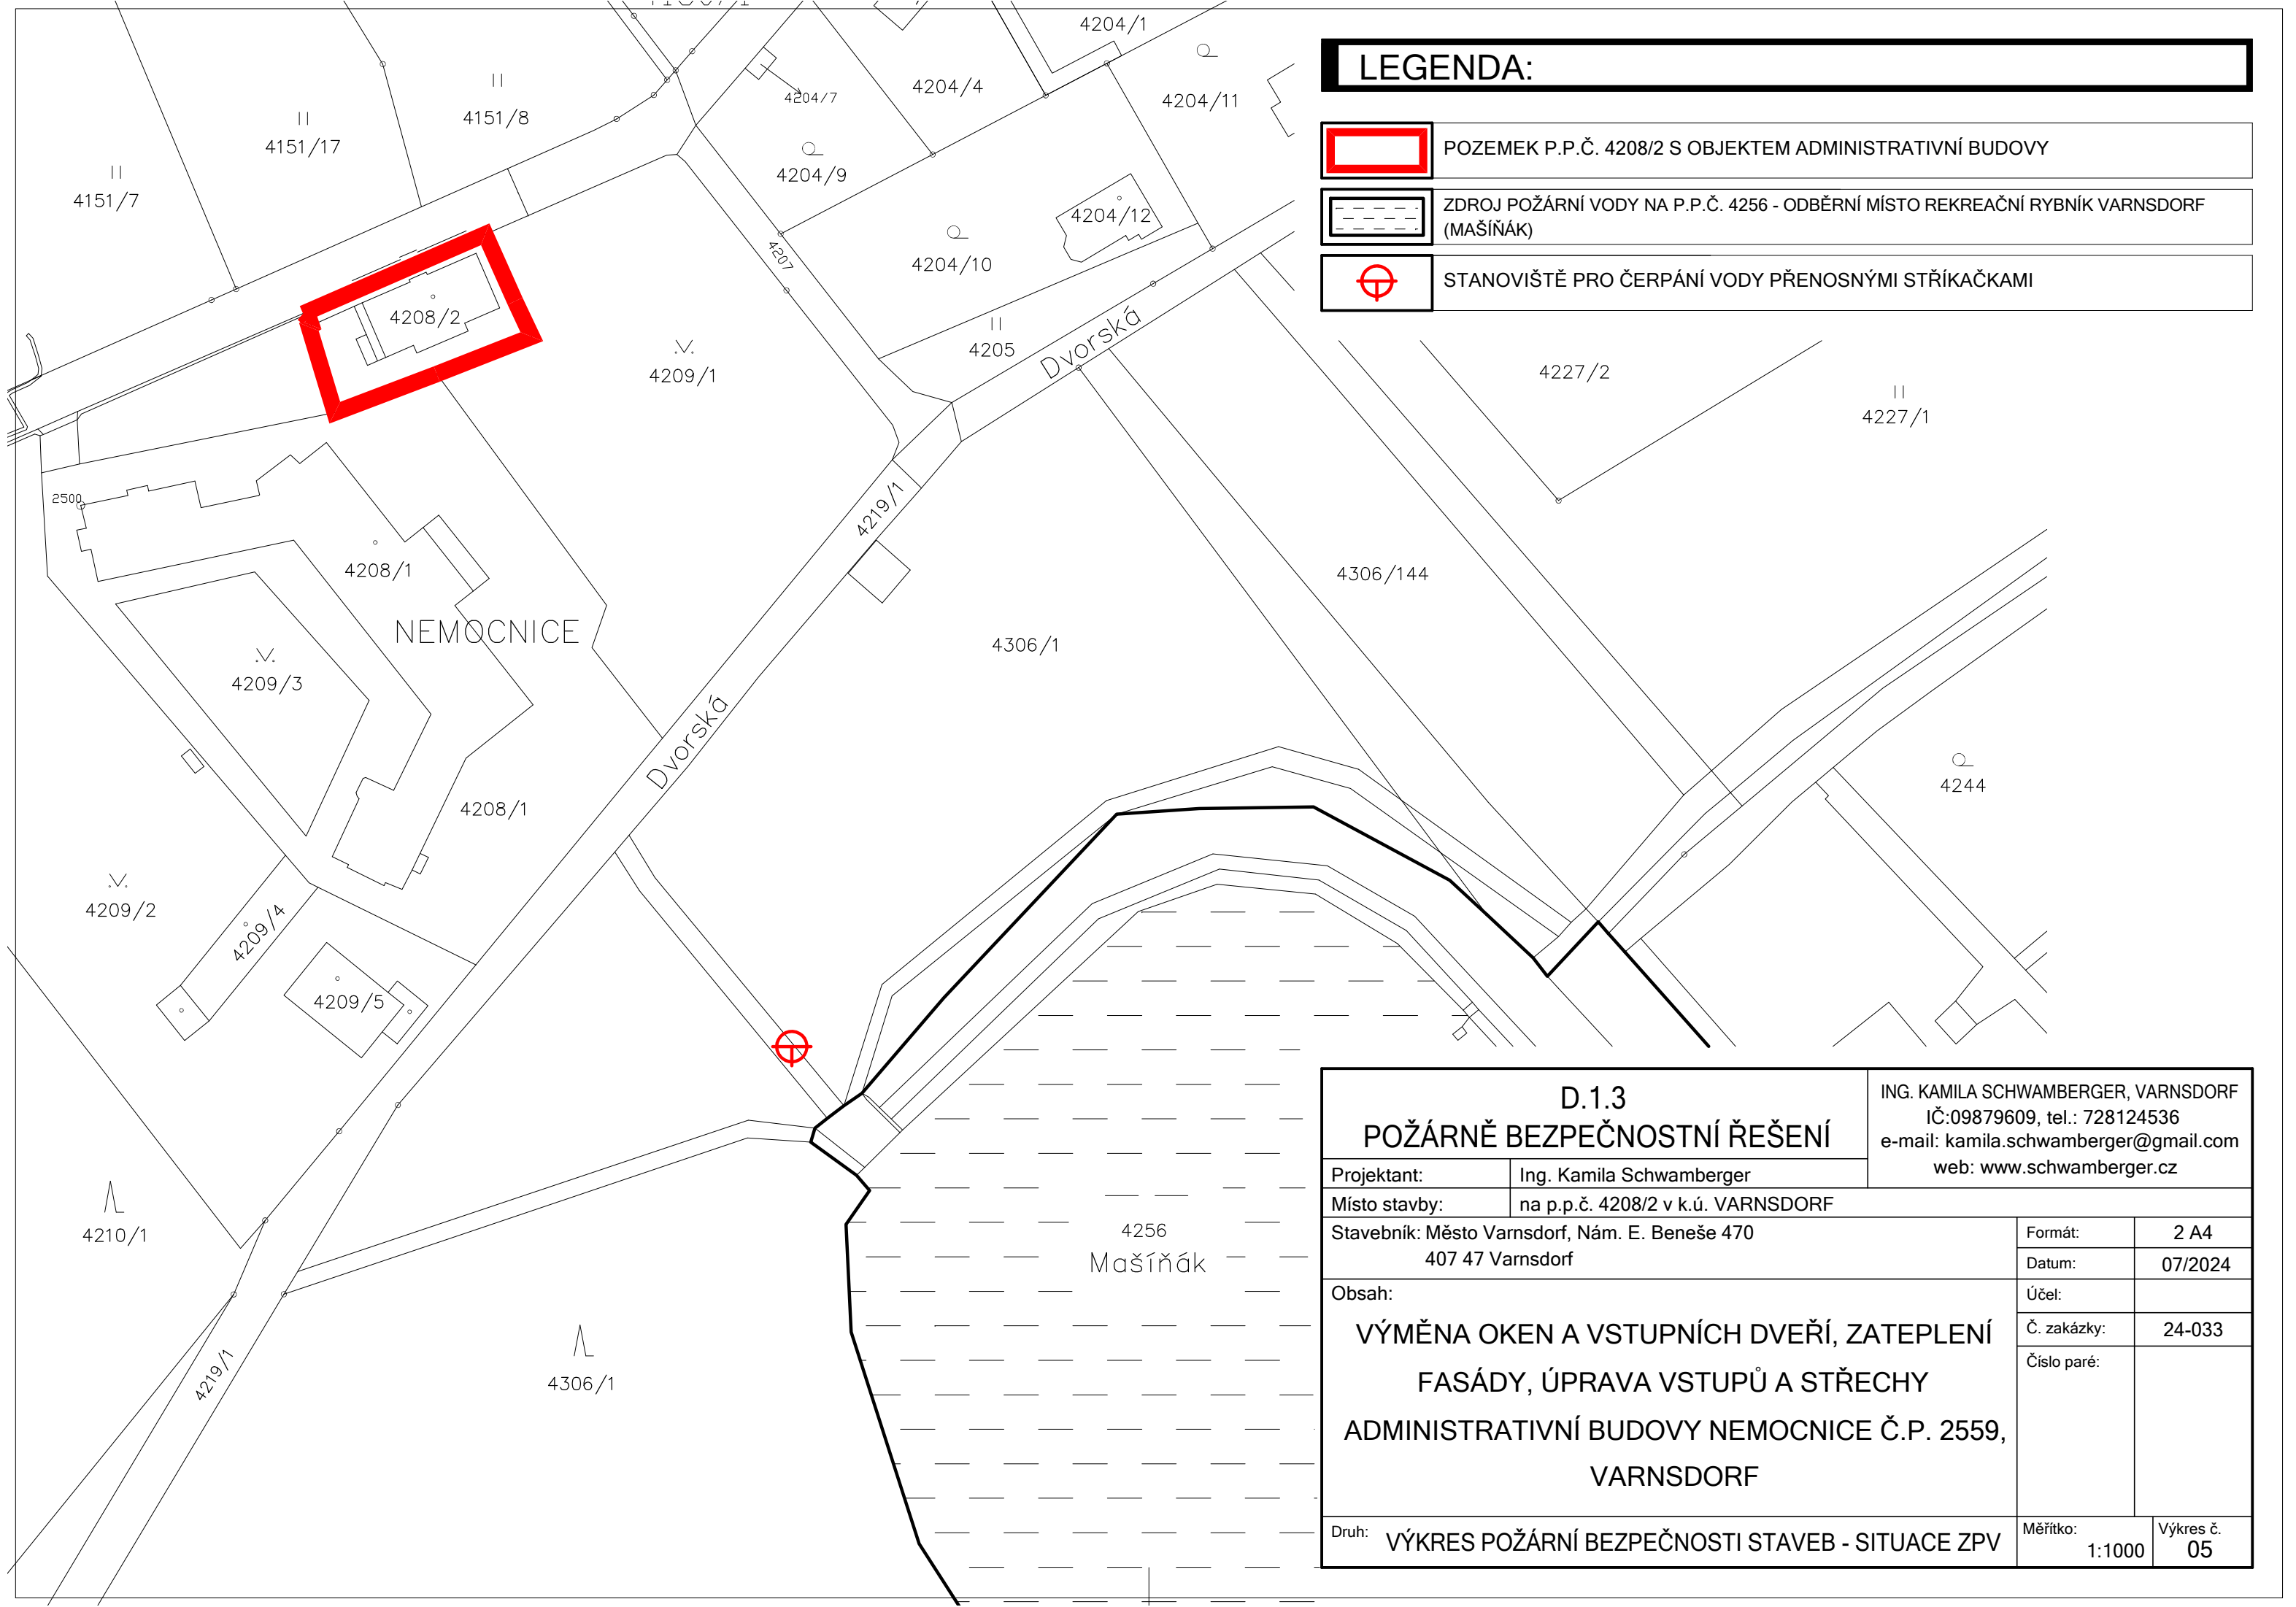 4204/1
4151/8
4204/7
4204/4
4204/11
4151/17
4204/9
4151/7
4204/12
4207
4204/10
4208/2
4205
Dvorská
4209/1
2500
4219/1
4208/1
NEMOCNICE
4306/1
4306/144
4209/3
Dvorská
4208/1
4209/2
4209/4
4209/5
4210/1
4219/1
4306/1
4256
Mašíňák
4227/2
4227/1
4244
LEGENDA:
POZEMEK P.P.Č. 4208/2 S OBJEKTEM ADMINISTRATIVNÍ BUDOVY
ZDROJ POŽÁRNÍ VODY NA P.P.Č. 4256 - ODBĚRNÍ MÍSTO REKREAČNÍ RYBNÍK VARNSDORF
(MAŠÍŇÁK)
STANOVIŠTĚ PRO ČERPÁNÍ VODY PŘENOSNÝMI STŘÍKAČKAMI
D.1.3
POŽÁRNĚ BEZPEČNOSTNÍ ŘEŠENÍ
ING. KAMILA SCHWAMBERGER, VARNSDORF
IČ:09879609, tel.: 728124536
e-mail: kamila.schwamberger@gmail.com
web: www.schwamberger.cz
Projektant: Ing. Kamila Schwamberger
Místo stavby: na p.p.č. 4208/2 v k.ú. VARNSDORF
Stavebník: Město Varnsdorf, Nám. E. Beneše 470
407 47 Varnsdorf
Formát: 2 A4
Datum: 07/2024
Účel:
Č. zakázky: 24-033
Číslo paré:
Obsah:
VÝMĚNA OKEN A VSTUPNÍCH DVEŘÍ, ZATEPLENÍ
FASÁDY, ÚPRAVA VSTUPŮ A STŘECHY
ADMINISTRATIVNÍ BUDOVY NEMOCNICE Č.P. 2559,
VARNSDORF
Druh: VÝKRES POŽÁRNÍ BEZPEČNOSTI STAVEB - SITUACE ZPV
Měřítko: 1:1000
Výkres č. 05